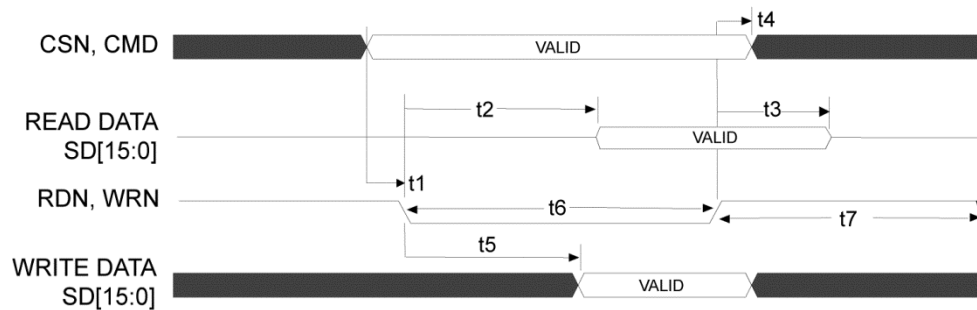 t4
CSN, CMD
VALID
t2
t3
READ DATA
SD[15:0]
VALID
t1
RDN, WRN
t6
t7
t5
WRITE DATA
SD[15:0]
VALID